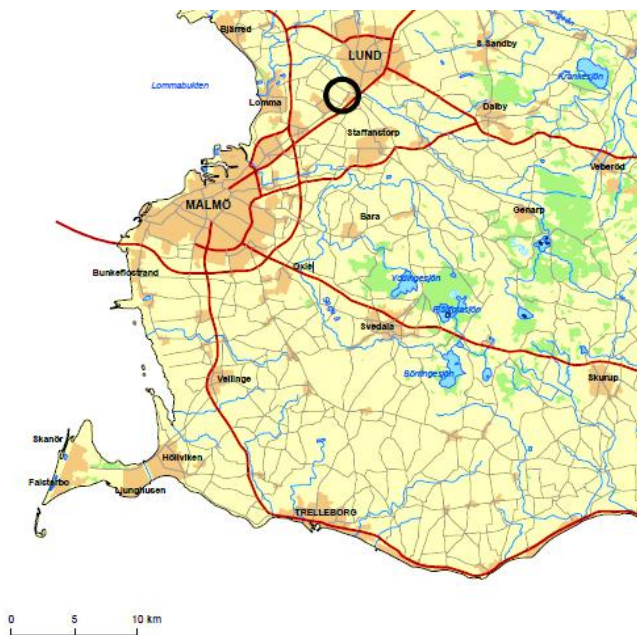 Bjärred
LUND
S Sandby
Krankesjön
Lommabukten
Lomma
Dalby
Staffanstorp
Veberöd
MALMÖ
Genarp
Bara
Bunkeflostrand
Oxie
Yddingesjön
Fjällfotasjön
Svedala
Börringesjön
Vellinge
Skurup
Skanör
Höllviken
Falsterbo
Ljunghusen
TRELLEBORG
0 5 10 km